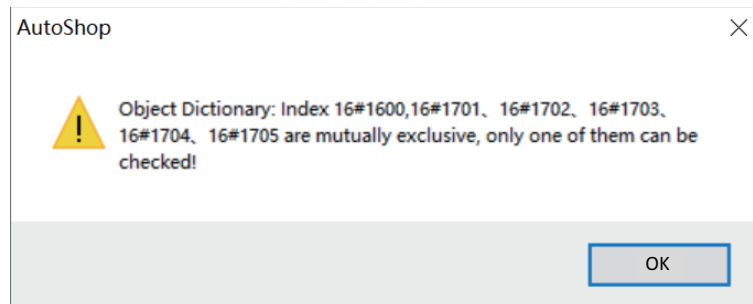 AutoShop
Object Dictionary: Index 16#1600,16#1701、16#1702、16#1703、
16#1704、16#1705 are mutually exclusive, only one of them can be
checked!
OK